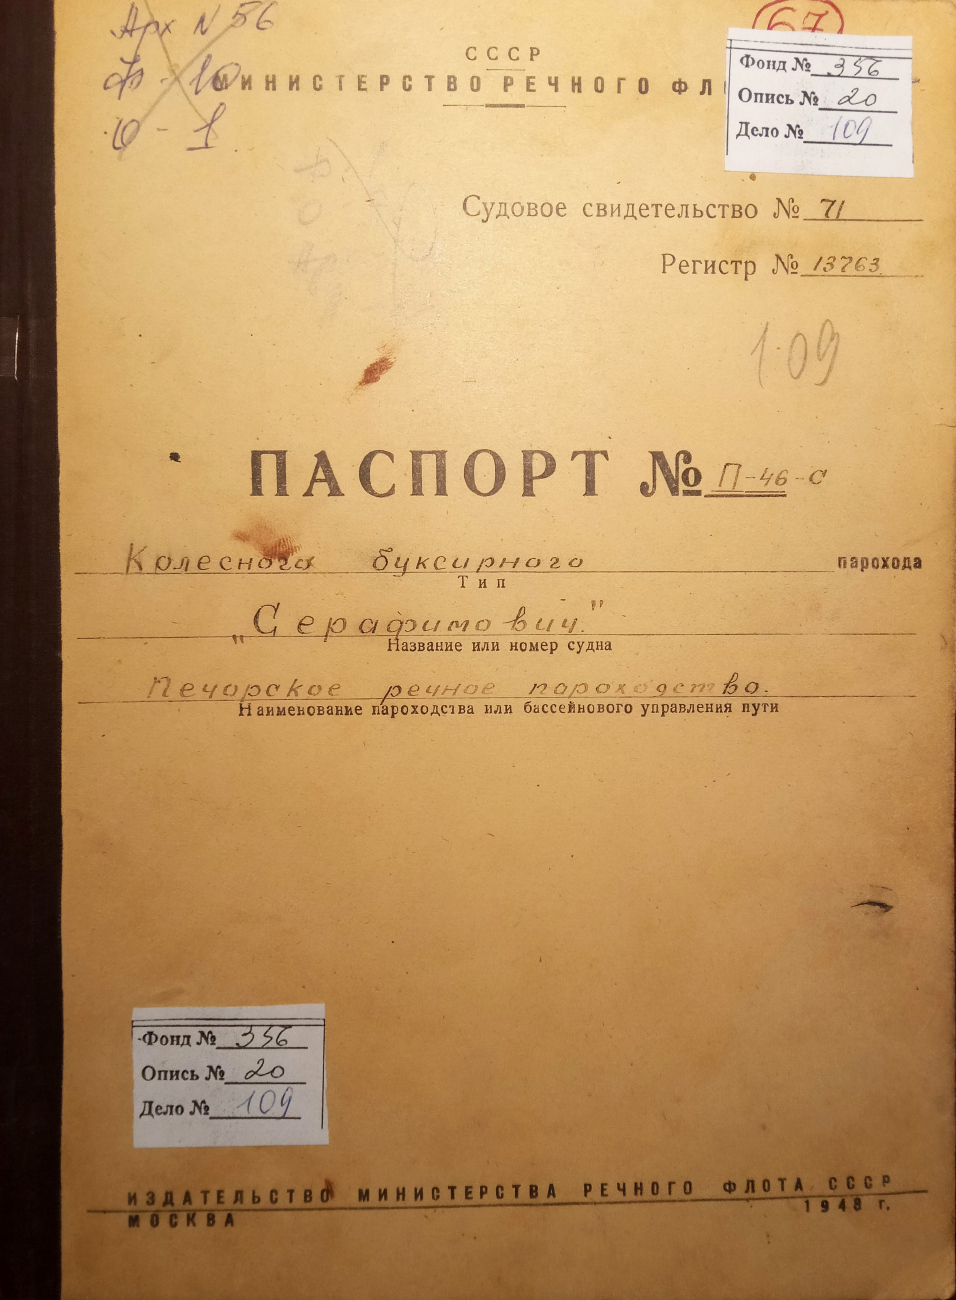 Арх N 56
67
Ф - 10
О - 1
СССР
МИНИСТЕРСТВО РЕЧНОГО ФЛ
Фонд № 356
Опись № 20
Дело № 109
Судовое свидетельство № 71
Регистр № 13763
109
ПАСПОРТ № П-46-с
Колесного буксирного парохода
Тип
„Серафимович."
Название или номер судна
Печорское речное пароходство.
Наименование пароходства или бассейнового управления пути
Фонд № 356
Опись № 20
Дело № 109
ИЗДАТЕЛЬСТВО МИНИСТЕРСТВА РЕЧНОГО ФЛОТА СССР
МОСКВА 1948 г.